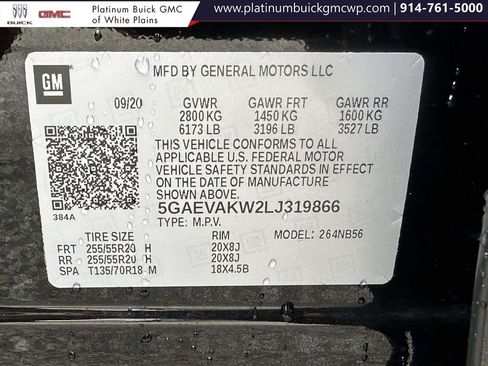 BUICK GMC Platinum Buick GMC of White Plains www.platinumbuickgmcwp.com 914-761-5000
GM
MFD BY GENERAL MOTORS LLC
09/20 GVWR GAWR FRT GAWR RR
2800 KG 1450 KG 1600 KG
6173 LB 3196 LB 3527 LB
THIS VEHICLE CONFORMS TO ALL
APPLICABLE U.S. FEDERAL MOTOR
VEHICLE SAFETY STANDARDS IN
EFFECT ON THE DATE OF
MANUFACTURE SHOWN ABOVE.
384A 5GAEVAKW2LJ319866
TYPE: M.P.V. MODEL: 264NB56
TIRE SIZE RIM
FRT 255/55R20 H 20X8J
RR 255/55R20 H 20X8J
SPA T135/70R18 M 18X4.5B